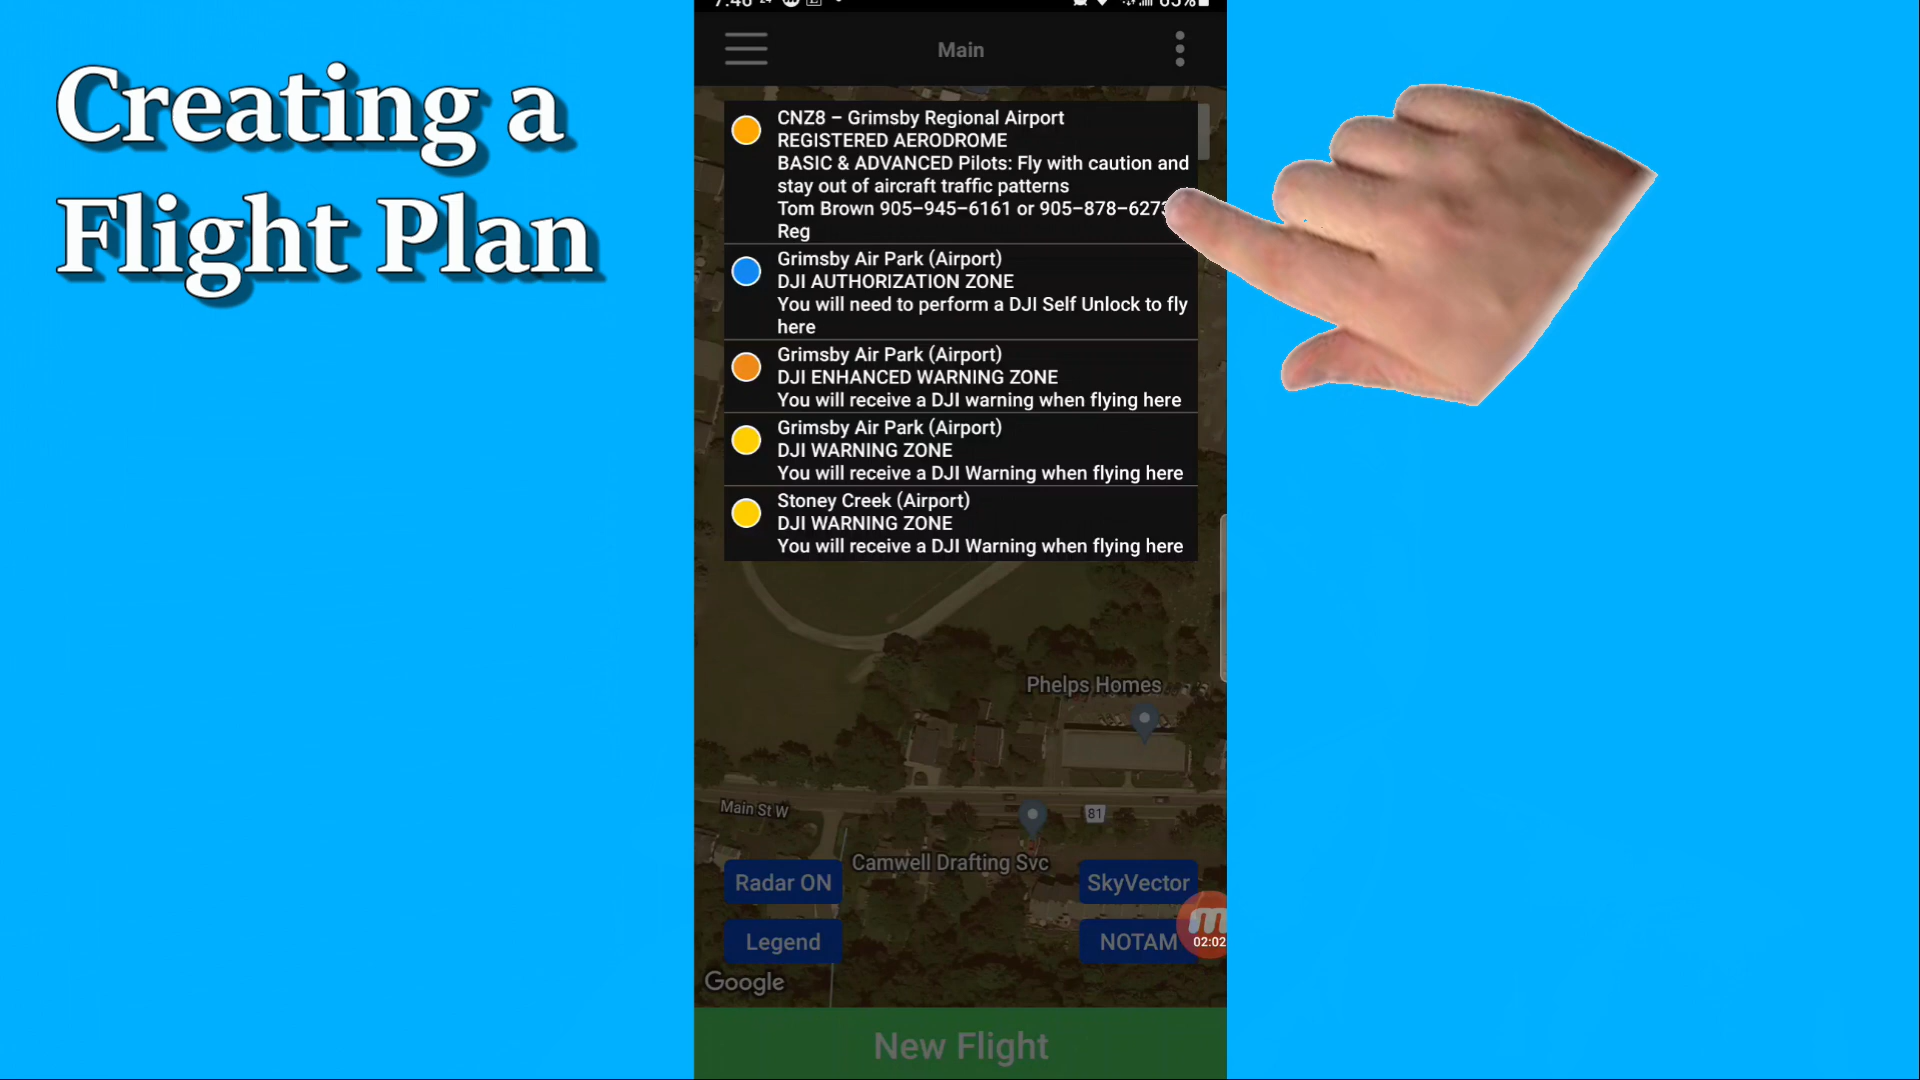 Creating a
Flight Plan
Main
CNZ8 – Grimsby Regional Airport
REGISTERED AERODROME
BASIC & ADVANCED Pilots: Fly with caution and
stay out of aircraft traffic patterns
Tom Brown 905–945–6161 or 905–878–6273
Reg
Grimsby Air Park (Airport)
DJI AUTHORIZATION ZONE
You will need to perform a DJI Self Unlock to fly
here
Grimsby Air Park (Airport)
DJI ENHANCED WARNING ZONE
You will receive a DJI warning when flying here
Grimsby Air Park (Airport)
DJI WARNING ZONE
You will receive a DJI Warning when flying here
Stoney Creek (Airport)
DJI WARNING ZONE
You will receive a DJI Warning when flying here
Phelps Homes
Main St W
81
Camwell Drafting Svc
Radar ON
SkyVector
Legend
NOTAM
02:02
Google
New Flight